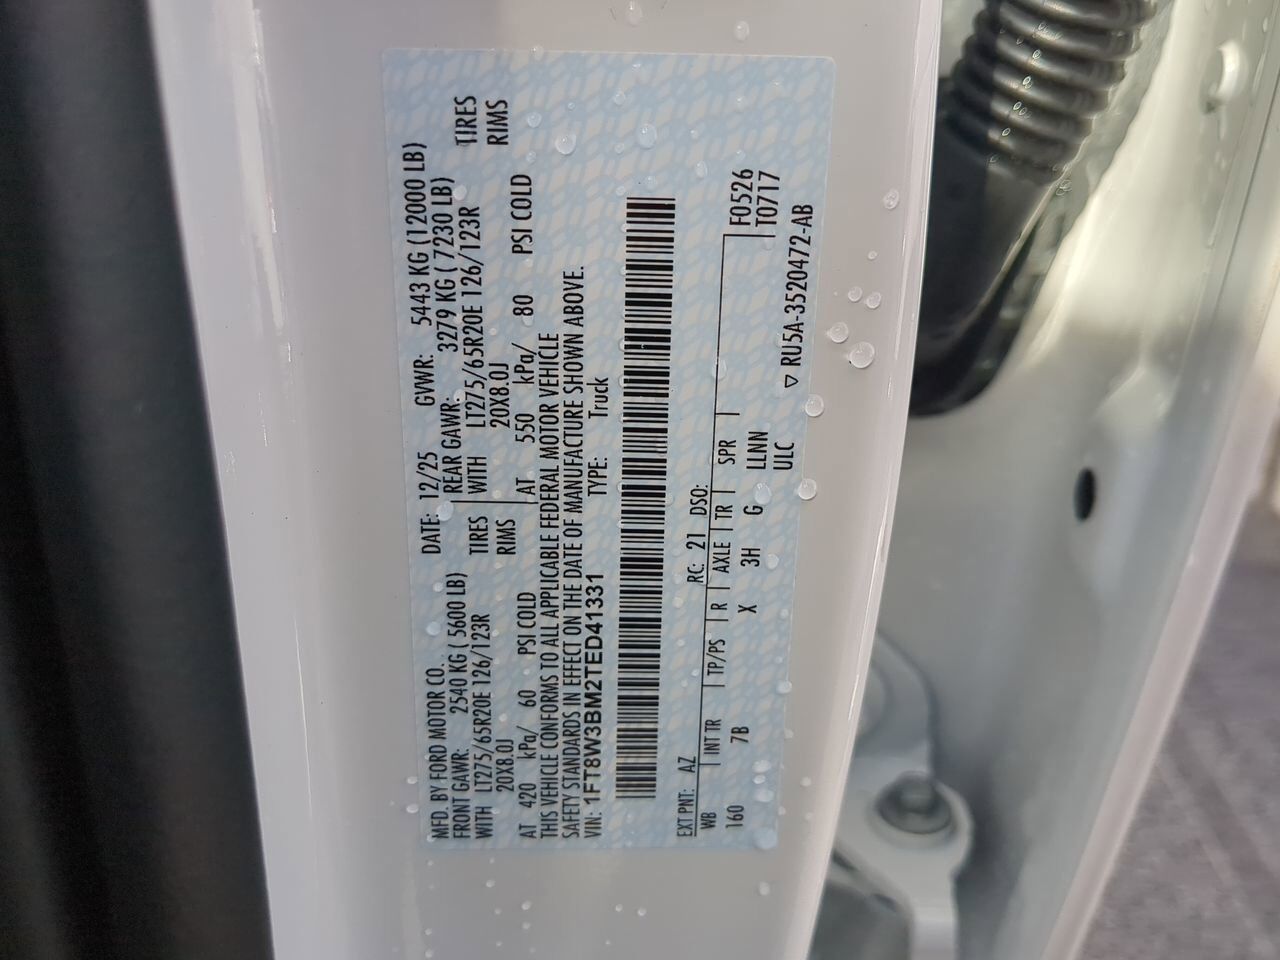 MFD. BY FORD MOTOR CO. DATE: 12/25 GVWR: 5443 KG (12000 LB)
FRONT GAWR: 2540 KG ( 5600 LB) REAR GAWR: 3279 KG ( 7230 LB)
WITH LT275/65R20E 126/123R TIRES WITH LT275/65R20E 126/123R TIRES
20X8.0J RIMS 20X8.0J RIMS
AT 420 kPa/ 60 PSI COLD AT 550 kPa/ 80 PSI COLD
THIS VEHICLE CONFORMS TO ALL APPLICABLE FEDERAL MOTOR VEHICLE
SAFETY STANDARDS IN EFFECT ON THE DATE OF MANUFACTURE SHOWN ABOVE.
VIN: 1FT8W3BM2TED41331 TYPE: Truck
EXT PNT: AZ RC: 21 DSO: F0526
WB INT TR TP/PS R AXLE TR SPR T0717
160 7B X 3H G LLNN
ULC
▽ RU5A-3520472-AB